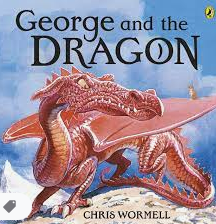 George and the
DRAGON
CHRIS WORMELL